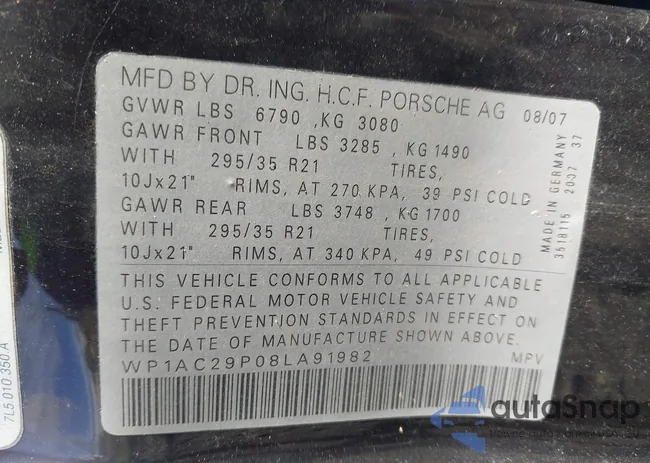 MFD BY DR. ING. H.C.F. PORSCHE AG 08/07
GVWR LBS 6790 ,KG 3080
GAWR FRONT LBS 3285 ,KG 1490
WITH 295/35 R21 TIRES,
10Jx21" RIMS, AT 270 KPA, 39 PSI COLD
GAWR REAR LBS 3748 ,KG 1700
WITH 295/35 R21 TIRES,
10Jx21" RIMS, AT 340 KPA, 49 PSI COLD
THIS VEHICLE CONFORMS TO ALL APPLICABLE
U.S. FEDERAL MOTOR VEHICLE SAFETY AND
THEFT PREVENTION STANDARDS IN EFFECT ON
THE DATE OF MANUFACTURE SHOWN ABOVE.
WP1AC29P08LA91982 MPV
MADE IN GERMANY
3518115 2007 37
7L5 010 350 A
autoSnap